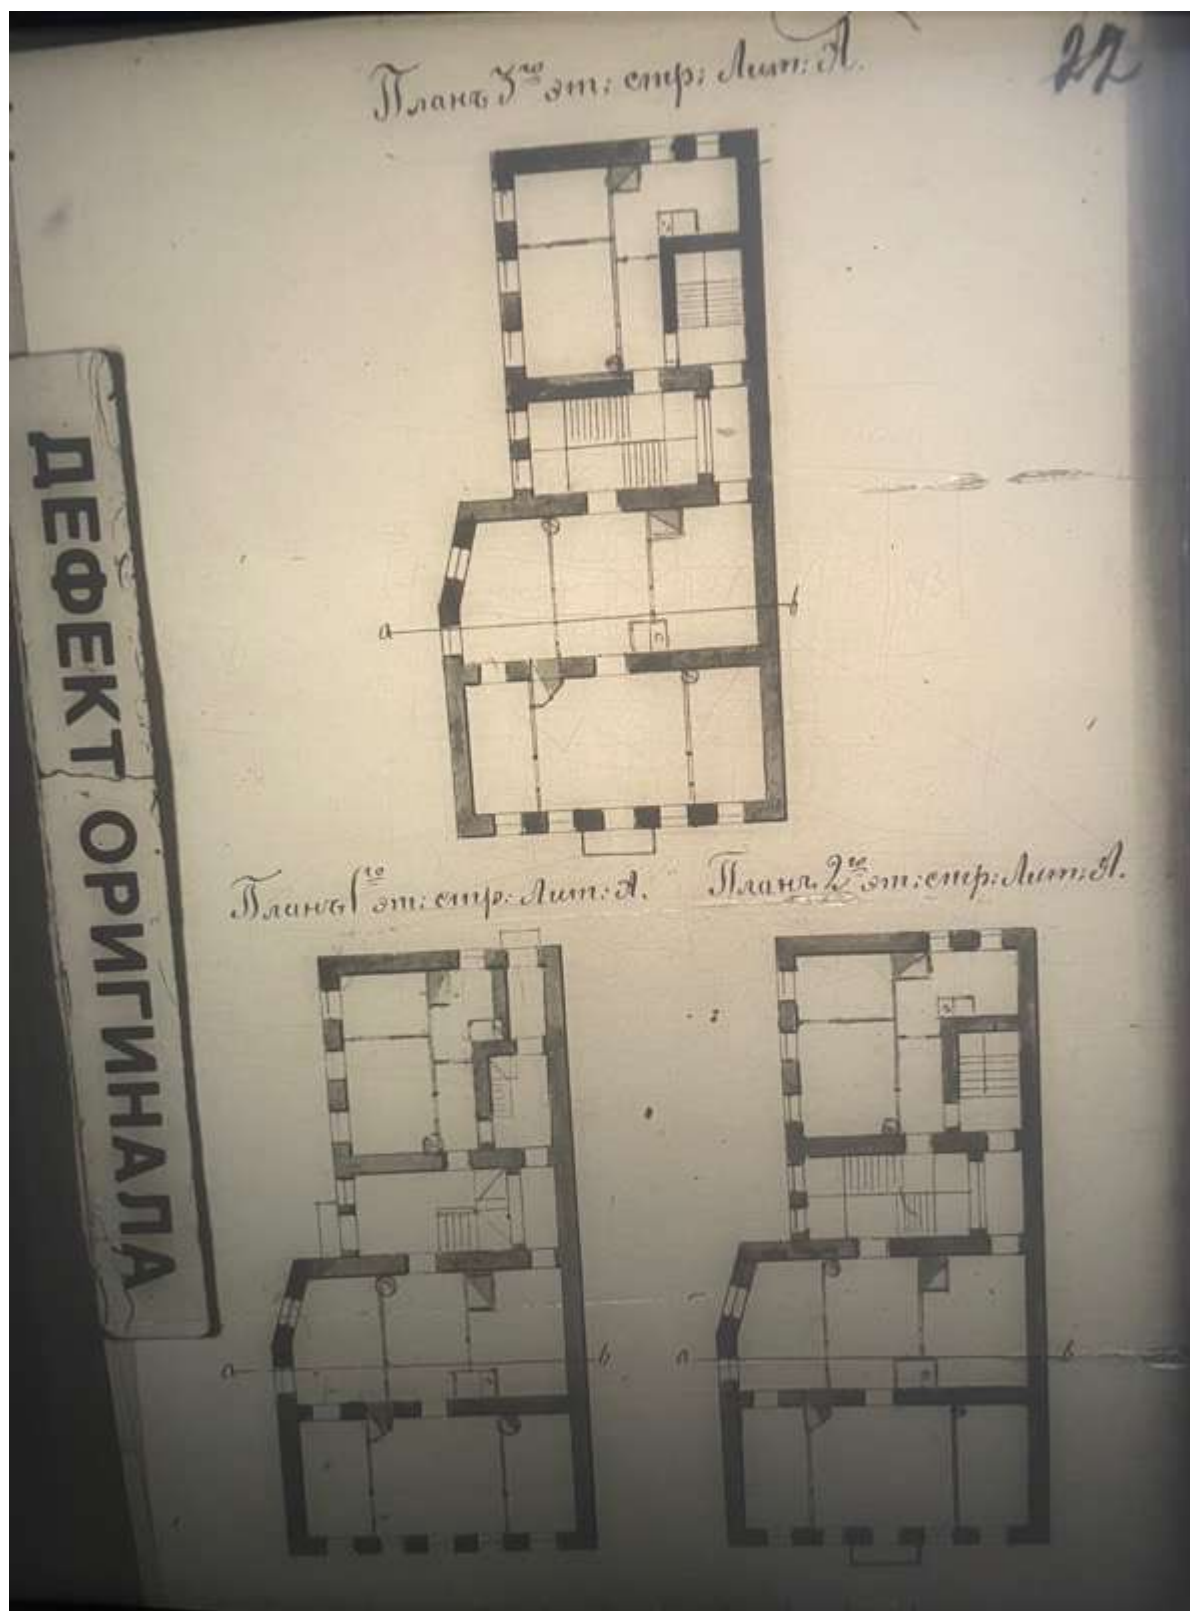 22
Планъ 3го эт: стр: Лит: А.
ДЕФЕКТ ОРИГИНАЛА
а в
Планъ 1го эт: стр: Лит: А.
Планъ 2го эт: стр: Лит: А.
а в
а в